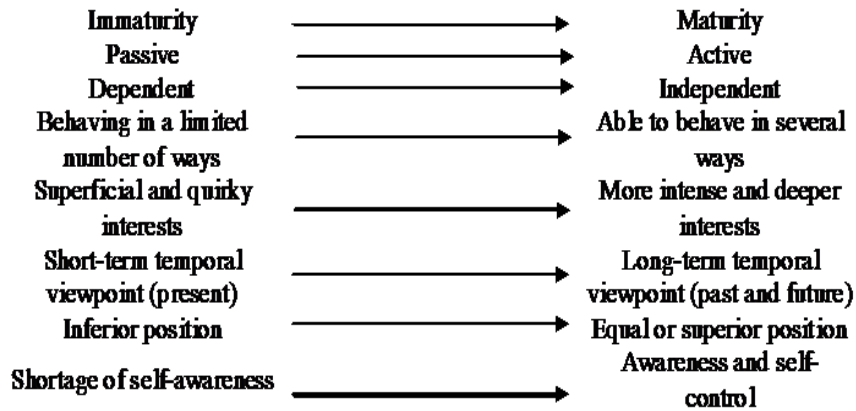 Immaturity Maturity
Passive Active
Dependent Independent
Behaving in a limited Able to behave in several
number of ways ways
Superficial and quirky More intense and deeper
interests interests
Short-term temporal Long-term temporal
viewpoint (present) viewpoint (past and future)
Inferior position Equal or superior position
Shortage of self-awareness Awareness and self-
control